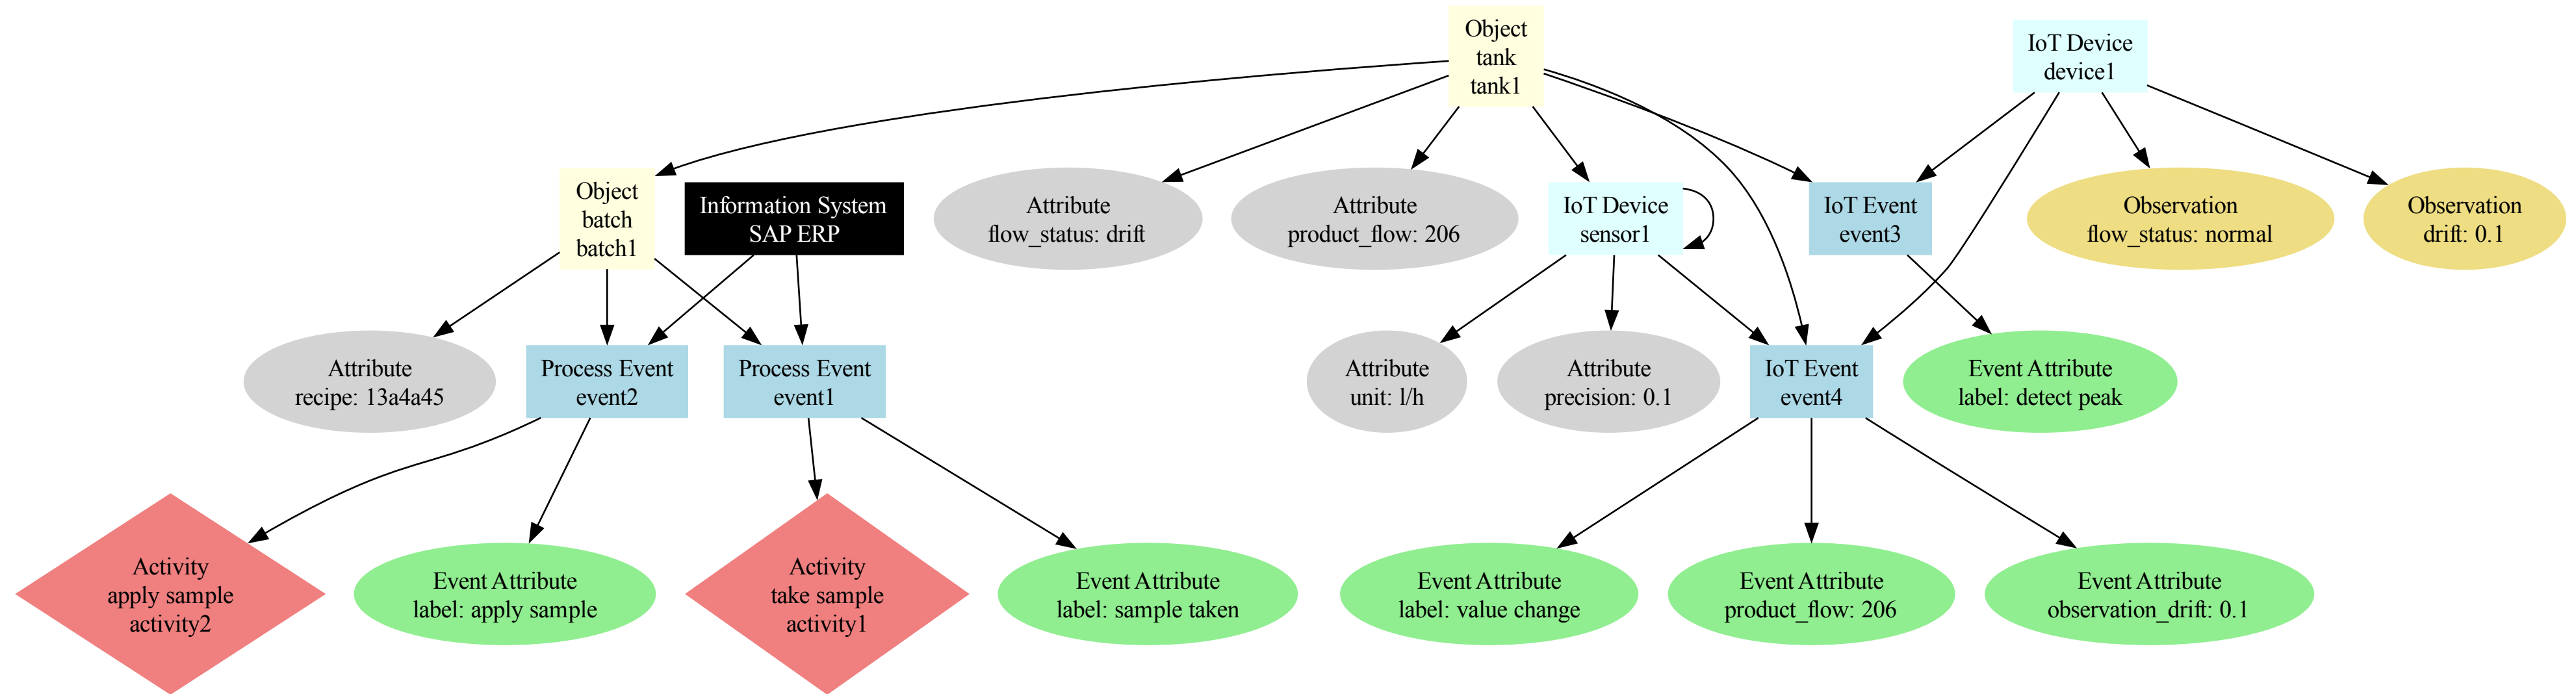 Object
tank
tank1
IoT Device
device1
Object
batch
batch1
Information System
SAP ERP
Attribute
flow_status: drift
Attribute
product_flow: 206
IoT Device
sensor1
IoT Event
event3
Observation
flow_status: normal
Observation
drift: 0.1
Attribute
recipe: 13a4a45
Process Event
event2
Process Event
event1
Attribute
unit: l/h
Attribute
precision: 0.1
IoT Event
event4
Event Attribute
label: detect peak
Activity
apply sample
activity2
Event Attribute
label: apply sample
Activity
take sample
activity1
Event Attribute
label: sample taken
Event Attribute
label: value change
Event Attribute
product_flow: 206
Event Attribute
observation_drift: 0.1